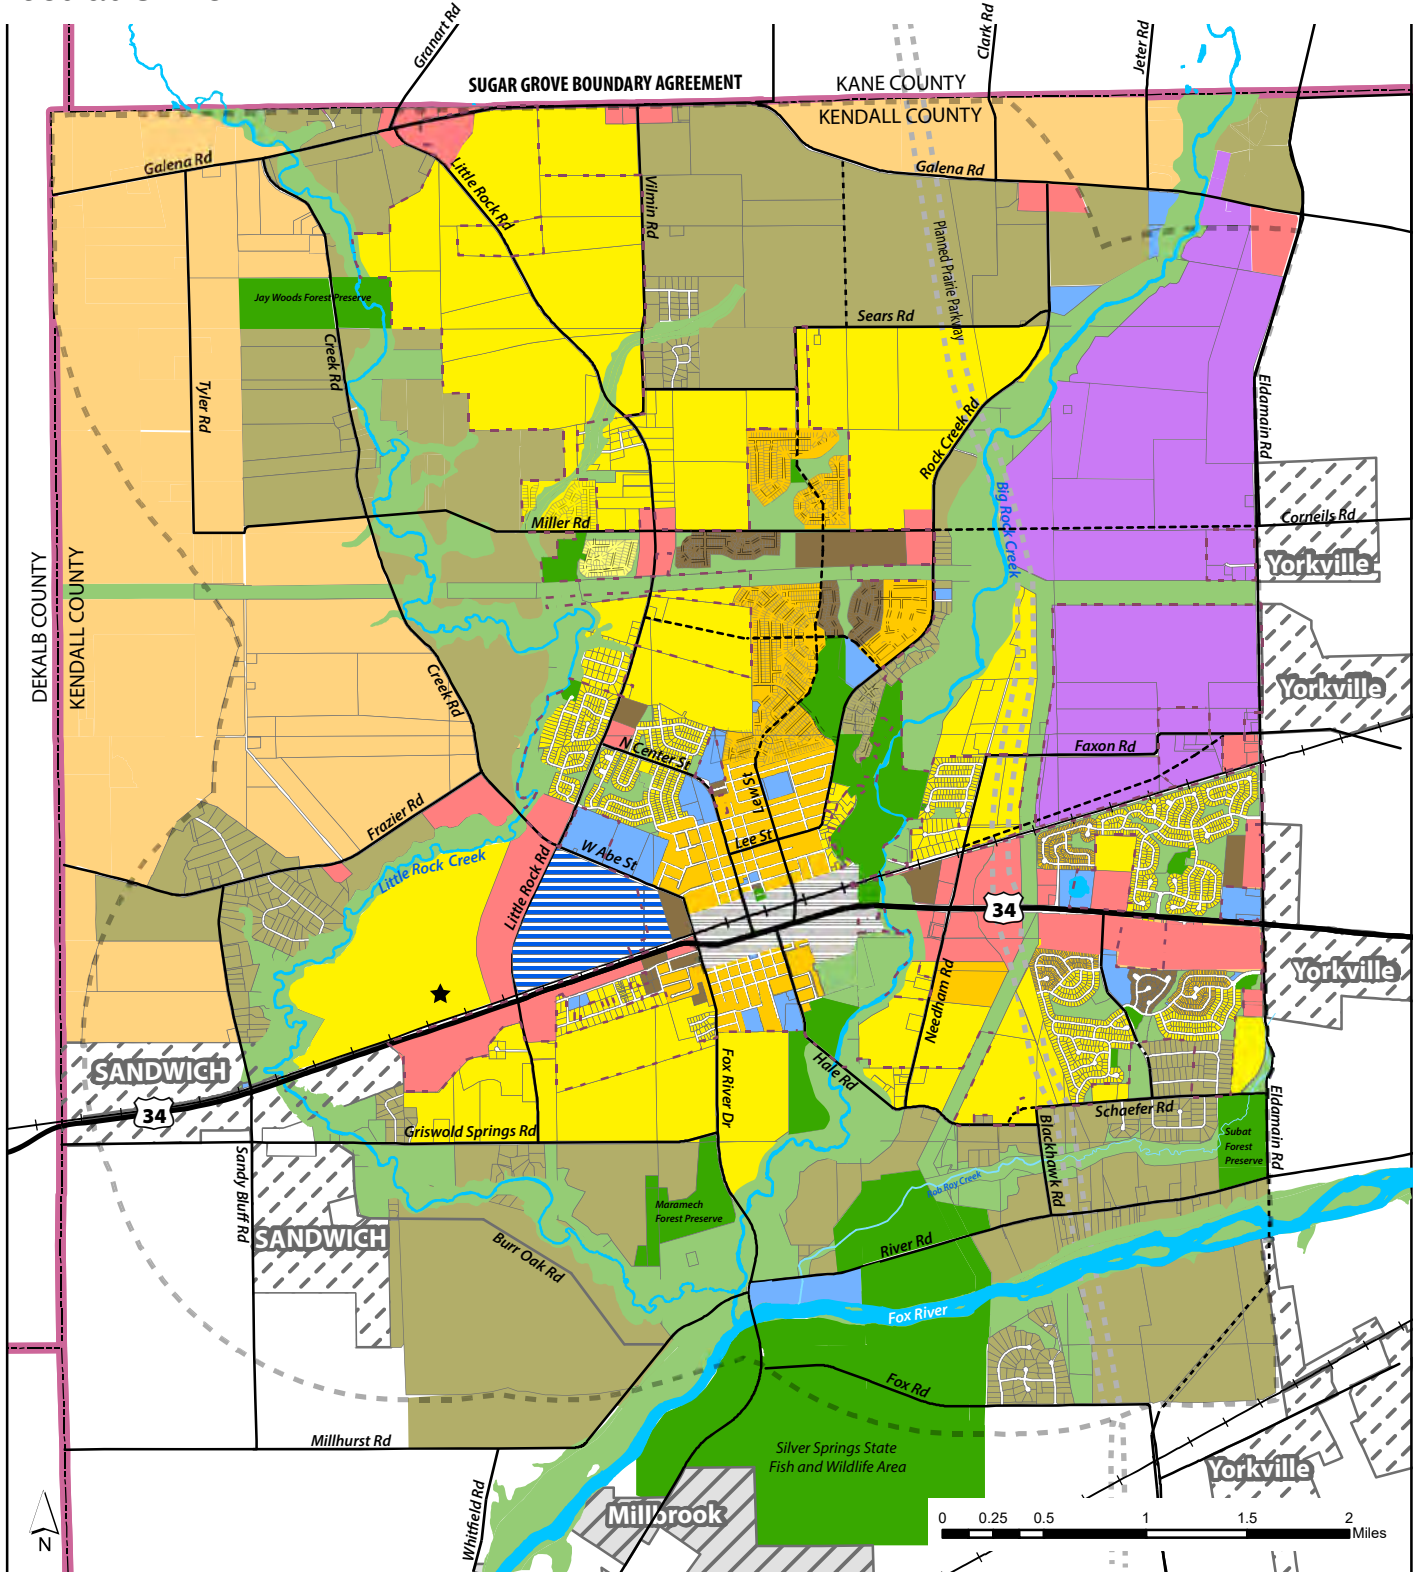 Granart Rd
Clark Rd
Jeter Rd
SUGAR GROVE BOUNDARY AGREEMENT
KANE COUNTY
KENDALL COUNTY
Galena Rd
Galena Rd
Little Rock Rd
Vilmin Rd
Planned Prairie Parkway
Jay Woods Forest Preserve
Sears Rd
Creek Rd
Tyler Rd
Eldamain Rd
Rock Creek Rd
Big Rock Creek
Miller Rd
Corneils Rd
Yorkville
DEKALB COUNTY
KENDALL COUNTY
Creek Rd
Yorkville
N Center St
Faxon Rd
Lew St
Frazier Rd
Lee St
W Abe St
Little Rock Creek
Little Rock Rd
34
Yorkville
Needham Rd
SANDWICH
Hale Rd
Fox River Dr
34
Schaefer Rd
Eldamain Rd
Griswold Springs Rd
Blackhawk Rd
Subat
Forest
Preserve
Sandy Bluff Rd
Rob Roy Creek
Maramech
Forest Preserve
SANDWICH
Burr Oak Rd
River Rd
Fox River
Fox Rd
Millhurst Rd
Silver Springs State
Fish and Wildlife Area
Yorkville
Whitfield Rd
Millbrook
N
0 0.25 0.5 1 1.5 2
Miles